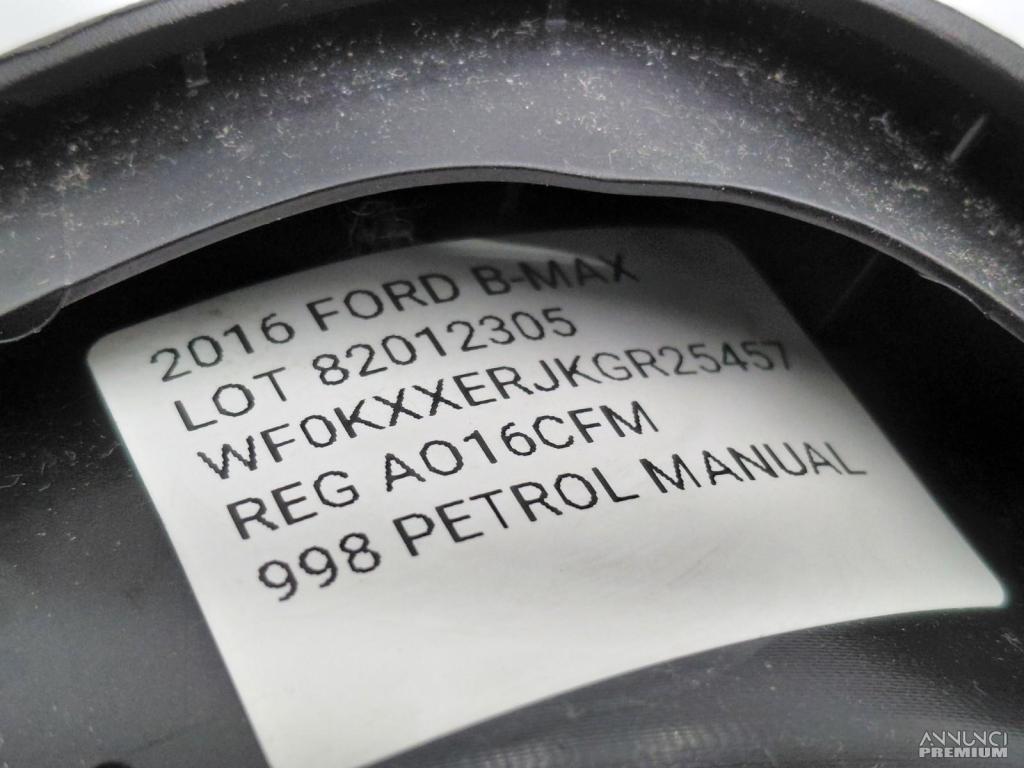 2016 FORD B-MAX
LOT 82012305
WF0KXXERJKGR25457
REG AO16CFM
998 PETROL MANUAL
ANNUNCI
PREMIUM